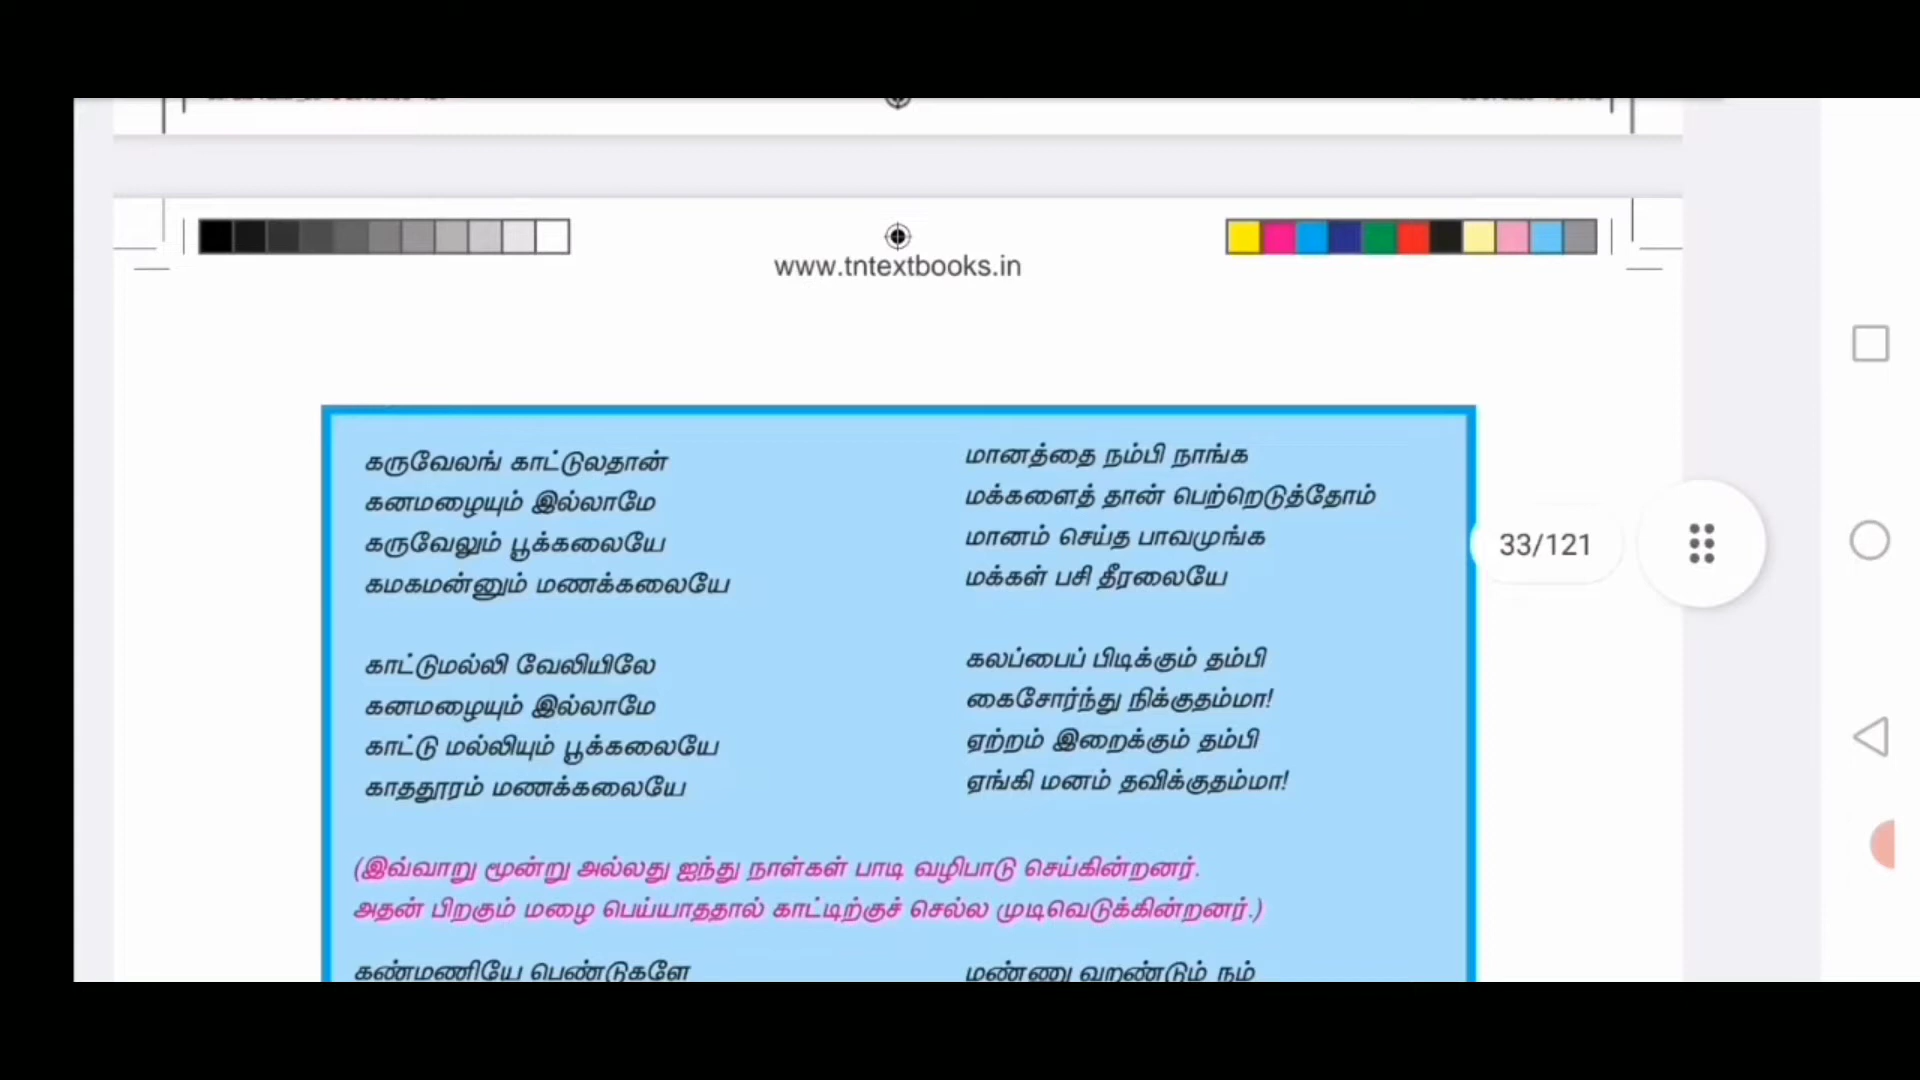 www.tntextbooks.in
கருவேலங் காட்டுலதான்
கனமழையும் இல்லாமே
கருவேலும் பூக்கலையே
கமகமன்னும் மணக்கலையே
காட்டுமல்லி வேலியிலே
கனமழையும் இல்லாமே
காட்டு மல்லியும் பூக்கலையே
காததூரம் மணக்கலையே
மானத்தை நம்பி நாங்க
மக்களைத் தான் பெற்றெடுத்தோம்
மானம் செய்த பாவமுங்க
மக்கள் பசி தீரலையே
கலப்பைப் பிடிக்கும் தம்பி
கைசோர்ந்து நிக்குதம்மா!
ஏற்றம் இறைக்கும் தம்பி
ஏங்கி மனம் தவிக்குதம்மா!
33/121
(இவ்வாறு மூன்று அல்லது ஐந்து நாள்கள் பாடி வழிபாடு செய்கின்றனர்.
அதன் பிறகும் மழை பெய்யாததால் காட்டிற்குச் செல்ல முடிவெடுக்கின்றனர்.)
கண்மணியே பெண்டுகளே
மண்ணு வறண்டும் நம்